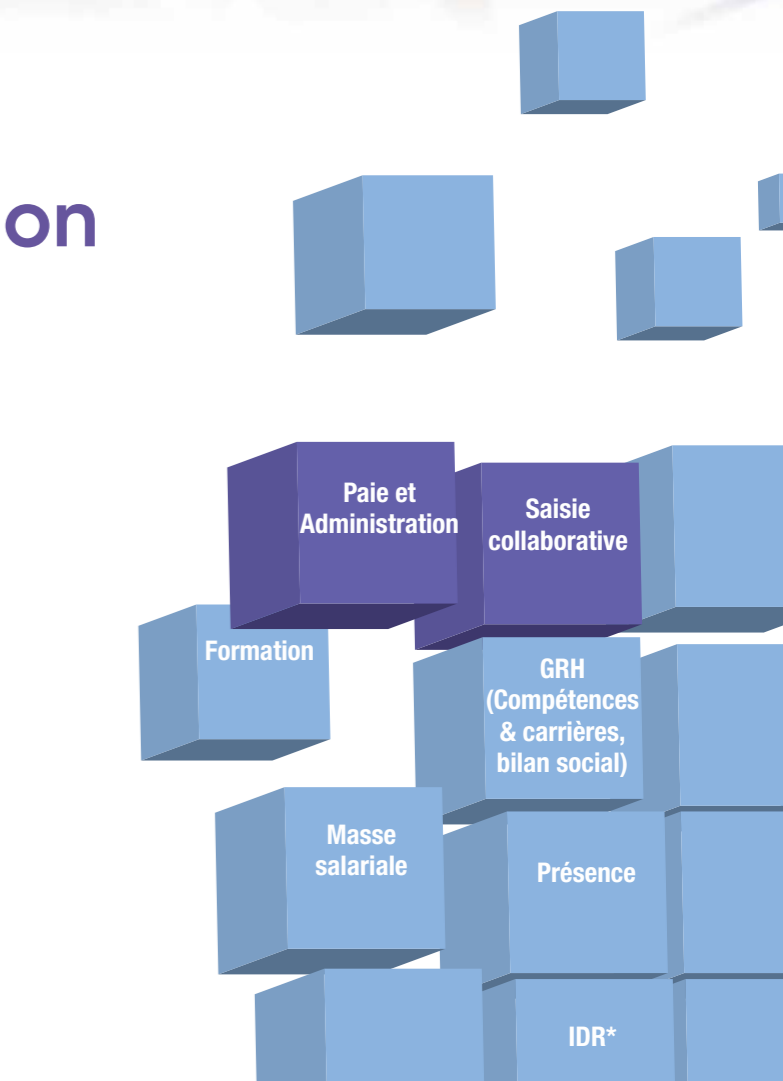 on
Paie et
Administration
Saisie
collaborative
Formation
GRH
(Compétences
& carrières,
bilan social)
Masse
salariale
Présence
IDR*